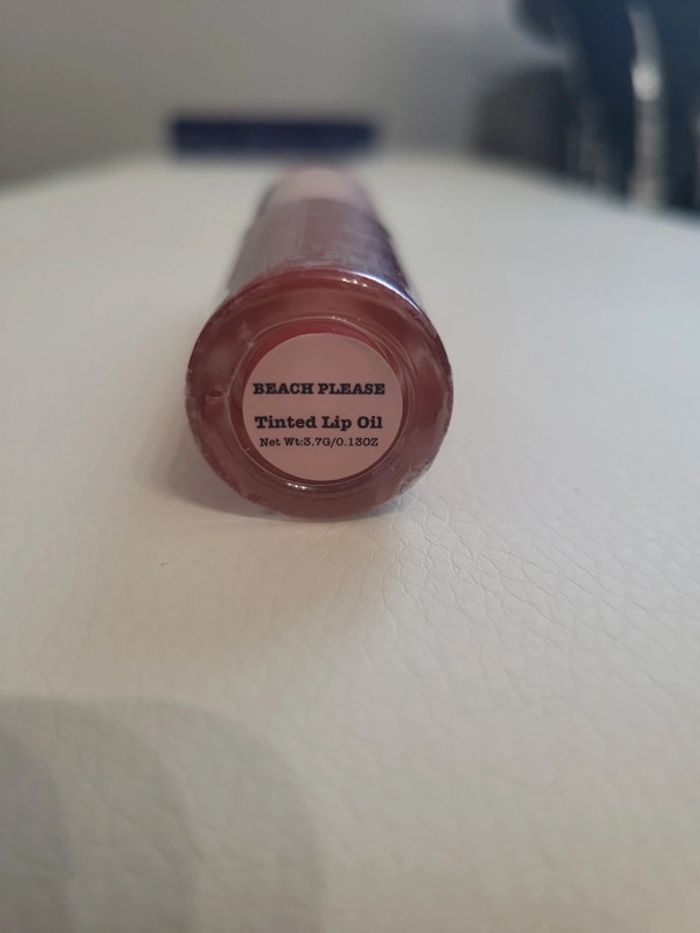 BEACH PLEASE
Tinted Lip Oil
Net Wt:3.7G/0.13OZ